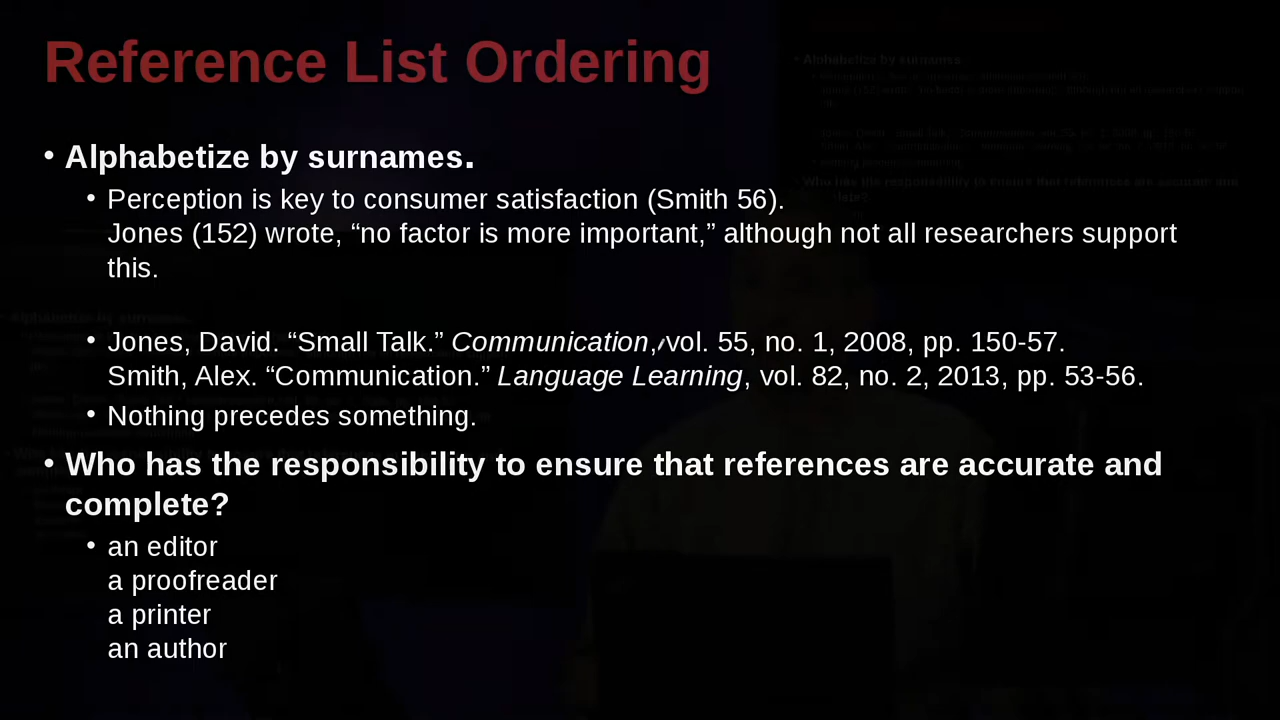 Reference List Ordering
• Alphabetize by surnames.
• Perception is key to consumer satisfaction (Smith 56).
Jones (152) wrote, “no factor is more important,” although not all researchers support
this.
• Jones, David. “Small Talk.” Communication, vol. 55, no. 1, 2008, pp. 150-57.
Smith, Alex. “Communication.” Language Learning, vol. 82, no. 2, 2013, pp. 53-56.
• Nothing precedes something.
• Who has the responsibility to ensure that references are accurate and
complete?
• an editor
a proofreader
a printer
an author